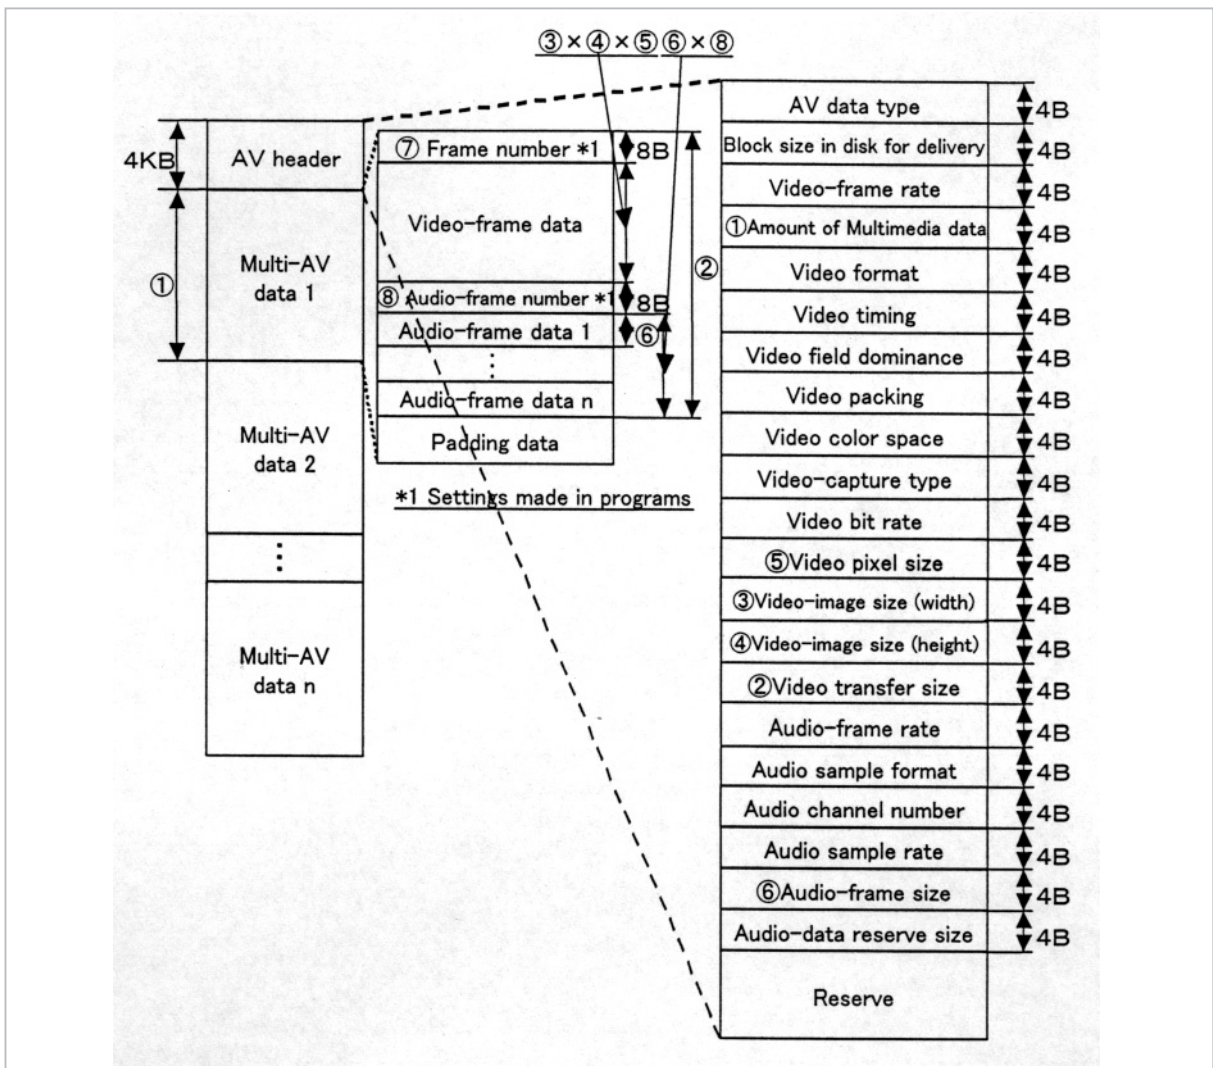 ③×④×⑤ ⑥×⑧
4KB
AV header
①
Multi-AV
data 1
Multi-AV
data 2
⋮
Multi-AV
data n
⑦ Frame number *1
8B
Video-frame data
⑧ Audio-frame number *1
8B
Audio-frame data 1
⑥
⋮
Audio-frame data n
②
Padding data
*1 Settings made in programs
AV data type
4B
Block size in disk for delivery
4B
Video-frame rate
4B
①Amount of Multimedia data
4B
Video format
4B
Video timing
4B
Video field dominance
4B
Video packing
4B
Video color space
4B
Video-capture type
4B
Video bit rate
4B
⑤Video pixel size
4B
③Video-image size (width)
4B
④Video-image size (height)
4B
②Video transfer size
4B
Audio-frame rate
4B
Audio sample format
4B
Audio channel number
4B
Audio sample rate
4B
⑥Audio-frame size
4B
Audio-data reserve size
4B
Reserve